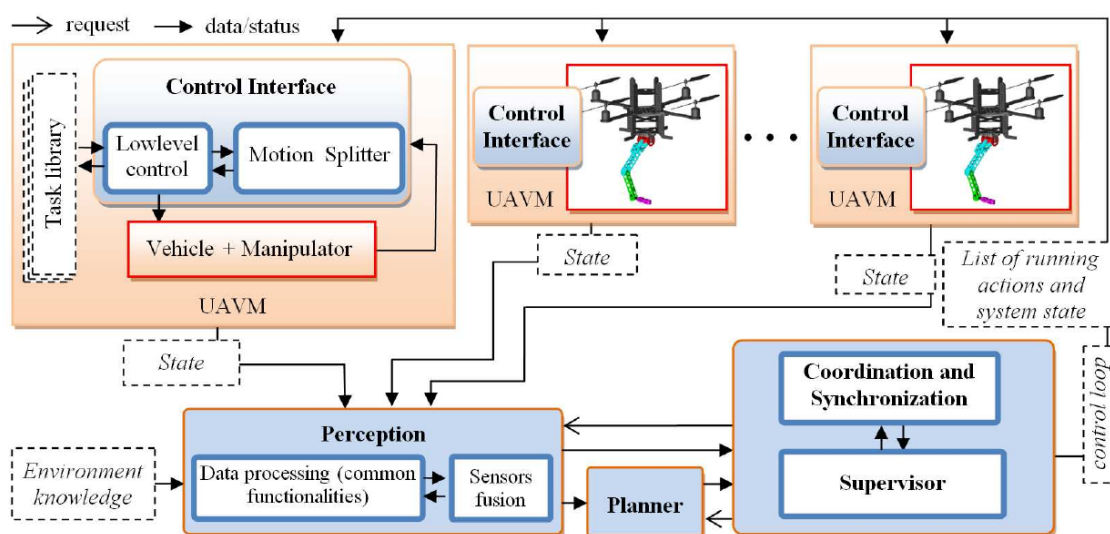 request
data/status
Control Interface
Task library
Lowlevel
control
Motion Splitter
Vehicle + Manipulator
UAVM
Control
Interface
UAVM
Control
Interface
UAVM
State
State
State
List of running
actions and
system state
control loop
Coordination and
Synchronization
Supervisor
Perception
Data processing (common
functionalities)
Sensors
fusion
Planner
Environment
knowledge